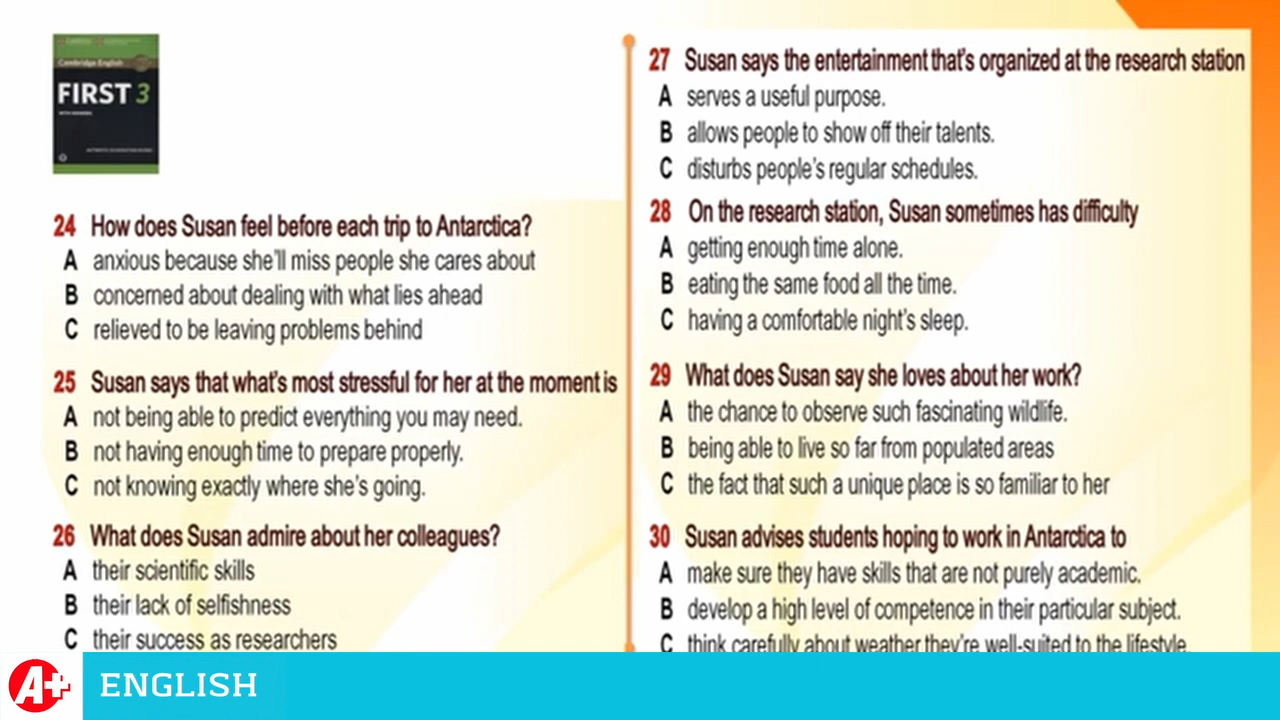 Cambridge English
FIRST 3
WITH ANSWERS
24 How does Susan feel before each trip to Antarctica?
A anxious because she'll miss people she cares about
B concerned about dealing with what lies ahead
C relieved to be leaving problems behind
25 Susan says that what's most stressful for her at the moment is
A not being able to predict everything you may need.
B not having enough time to prepare properly.
C not knowing exactly where she's going.
26 What does Susan admire about her colleagues?
A their scientific skills
B their lack of selfishness
C their success as researchers
27 Susan says the entertainment that's organized at the research station
A serves a useful purpose.
B allows people to show off their talents.
C disturbs people's regular schedules.
28 On the research station, Susan sometimes has difficulty
A getting enough time alone.
B eating the same food all the time.
C having a comfortable night's sleep.
29 What does Susan say she loves about her work?
A the chance to observe such fascinating wildlife.
B being able to live so far from populated areas
C the fact that such a unique place is so familiar to her
30 Susan advises students hoping to work in Antarctica to
A make sure they have skills that are not purely academic.
B develop a high level of competence in their particular subject.
C think carefully about weather they're well-suited to the lifestyle
A+ ENGLISH